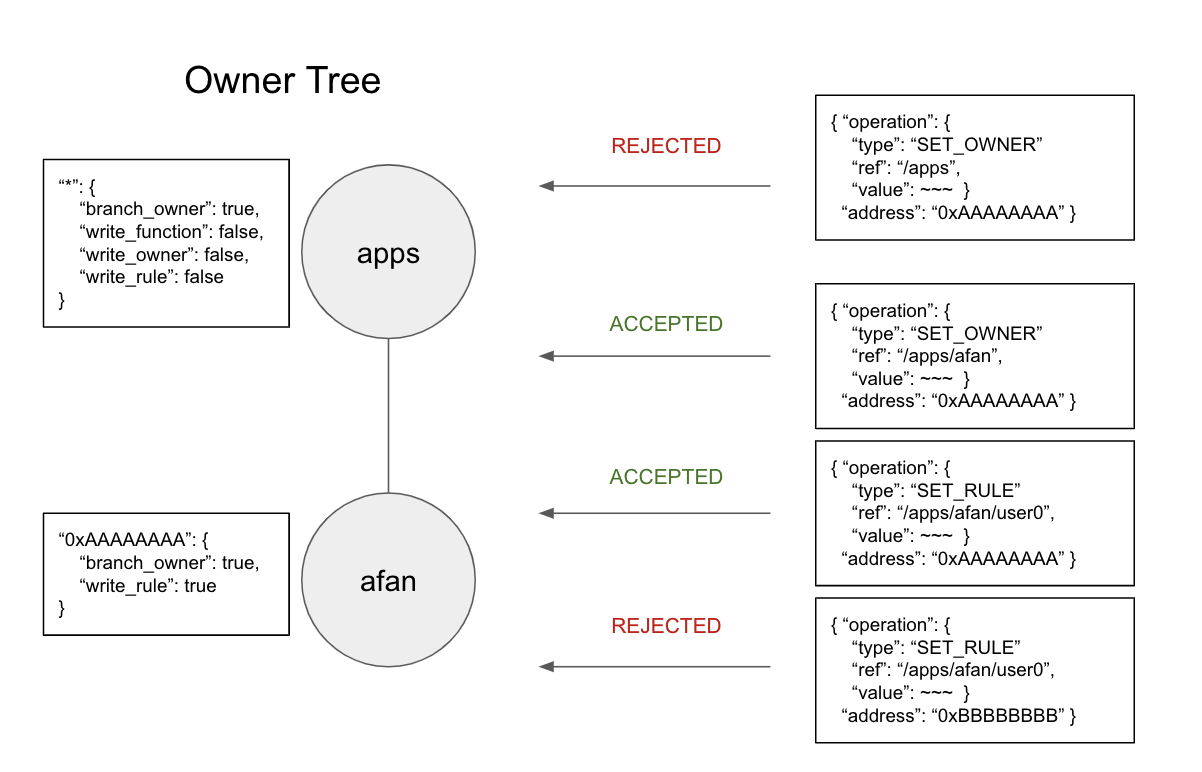 Owner Tree
“*”: {
“branch_owner”: true,
“write_function”: false,
“write_owner”: false,
“write_rule”: false
}
apps
REJECTED
{ “operation”: {
“type”: “SET_OWNER”
“ref”: “/apps”,
“value”: ~~~ }
“address”: “0xAAAAAAAA” }
ACCEPTED
{ “operation”: {
“type”: “SET_OWNER”
“ref”: “/apps/afan”,
“value”: ~~~ }
“address”: “0xAAAAAAAA” }
“0xAAAAAAAA”: {
“branch_owner”: true,
“write_rule”: true
}
afan
ACCEPTED
{ “operation”: {
“type”: “SET_RULE”
“ref”: “/apps/afan/user0”,
“value”: ~~~ }
“address”: “0xAAAAAAAA” }
REJECTED
{ “operation”: {
“type”: “SET_RULE”
“ref”: “/apps/afan/user0”,
“value”: ~~~ }
“address”: “0xBBBBBBBB” }